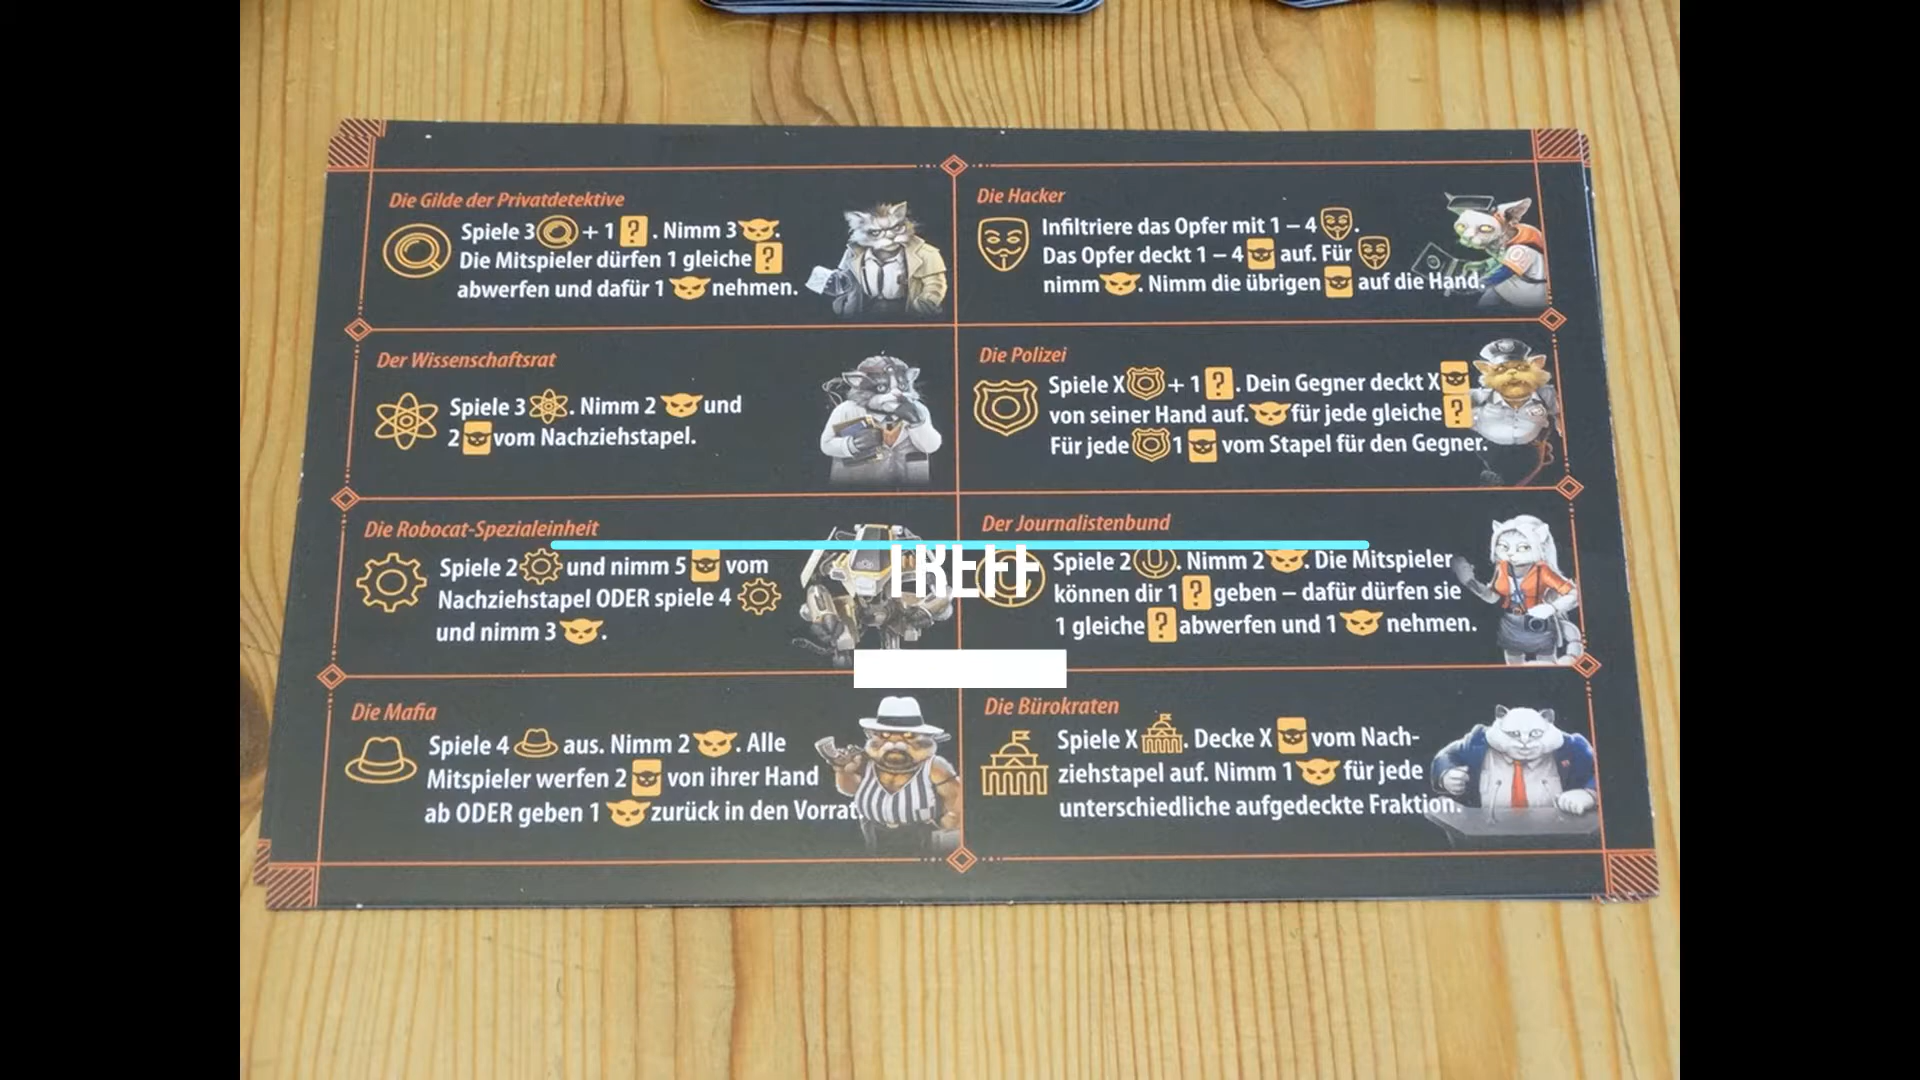 Die Gilde der Privatdetektive
Spiele 3 + 1 ? . Nimm 3 .
Die Mitspieler dürfen 1 gleiche ?
abwerfen und dafür 1 nehmen.
Die Hacker
Infiltriere das Opfer mit 1 – 4 .
Das Opfer deckt 1 – 4 auf. Für
nimm . Nimm die übrigen auf die Hand.
Der Wissenschaftsrat
Spiele 3 . Nimm 2 und
2 vom Nachziehstapel.
Die Polizei
Spiele X + 1 ? . Dein Gegner deckt X
von seiner Hand auf. für jede gleiche ? .
Für jede 1 vom Stapel für den Gegner.
Die Robocat-Spezialeinheit
Spiele 2 und nimm 5 vom
Nachziehstapel ODER spiele 4
und nimm 3 .
Der Journalistenbund
Spiele 2 . Nimm 2 . Die Mitspieler
können dir 1 ? geben – dafür dürfen sie
1 gleiche ? abwerfen und 1 nehmen.
Die Mafia
Spiele 4 aus. Nimm 2 . Alle
Mitspieler werfen 2 von ihrer Hand
ab ODER geben 1 zurück in den Vorrat.
Die Bürokraten
Spiele X . Decke X vom Nach-
ziehstapel auf. Nimm 1 für jede
unterschiedliche aufgedeckte Fraktion.